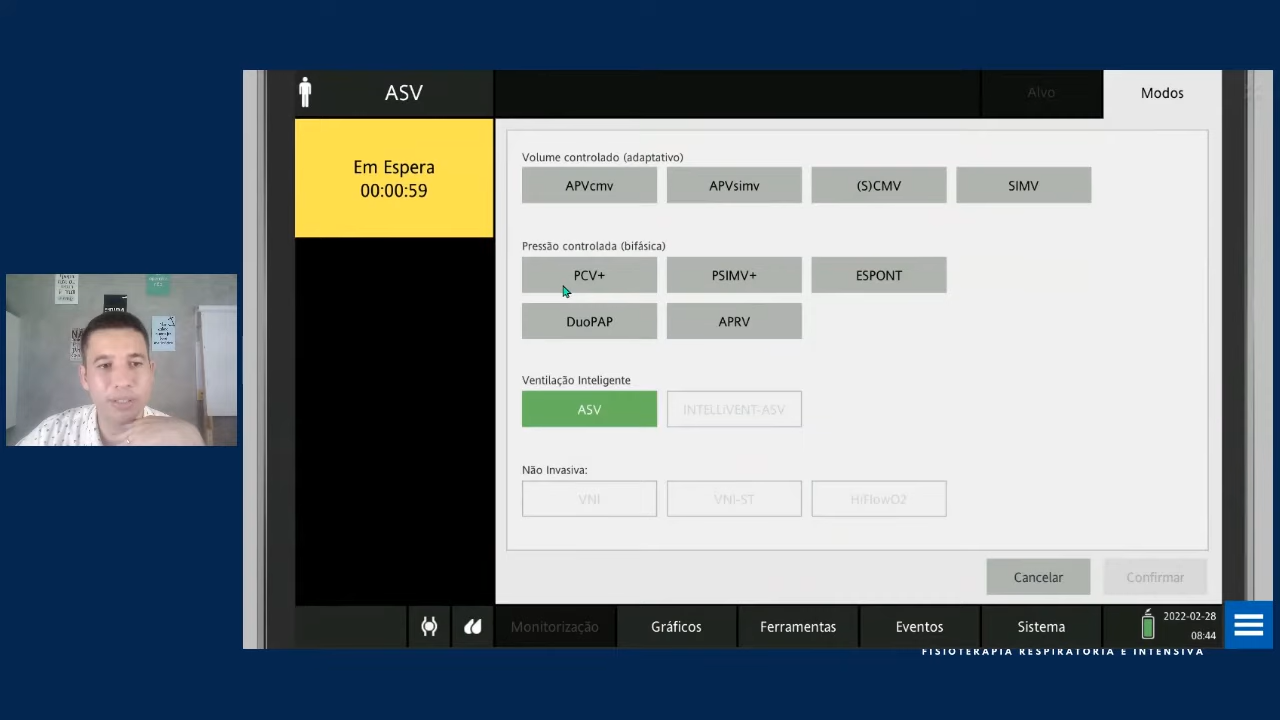 ASV
Alvo
Modos
Em Espera
00:00:59
Volume controlado (adaptativo)
APVcmv
APVsimv
(S)CMV
SIMV
Pressão controlada (bifásica)
PCV+
PSIMV+
ESPONT
DuoPAP
APRV
Ventilação Inteligente
ASV
INTELLiVENT-ASV
Não Invasiva:
VNI
VNI-ST
HiFlowO2
Cancelar
Confirmar
Monitorização
Gráficos
Ferramentas
Eventos
Sistema
2022-02-28
08:44
FISIOTERAPIA RESPIRATÓRIA E INTENSIVA